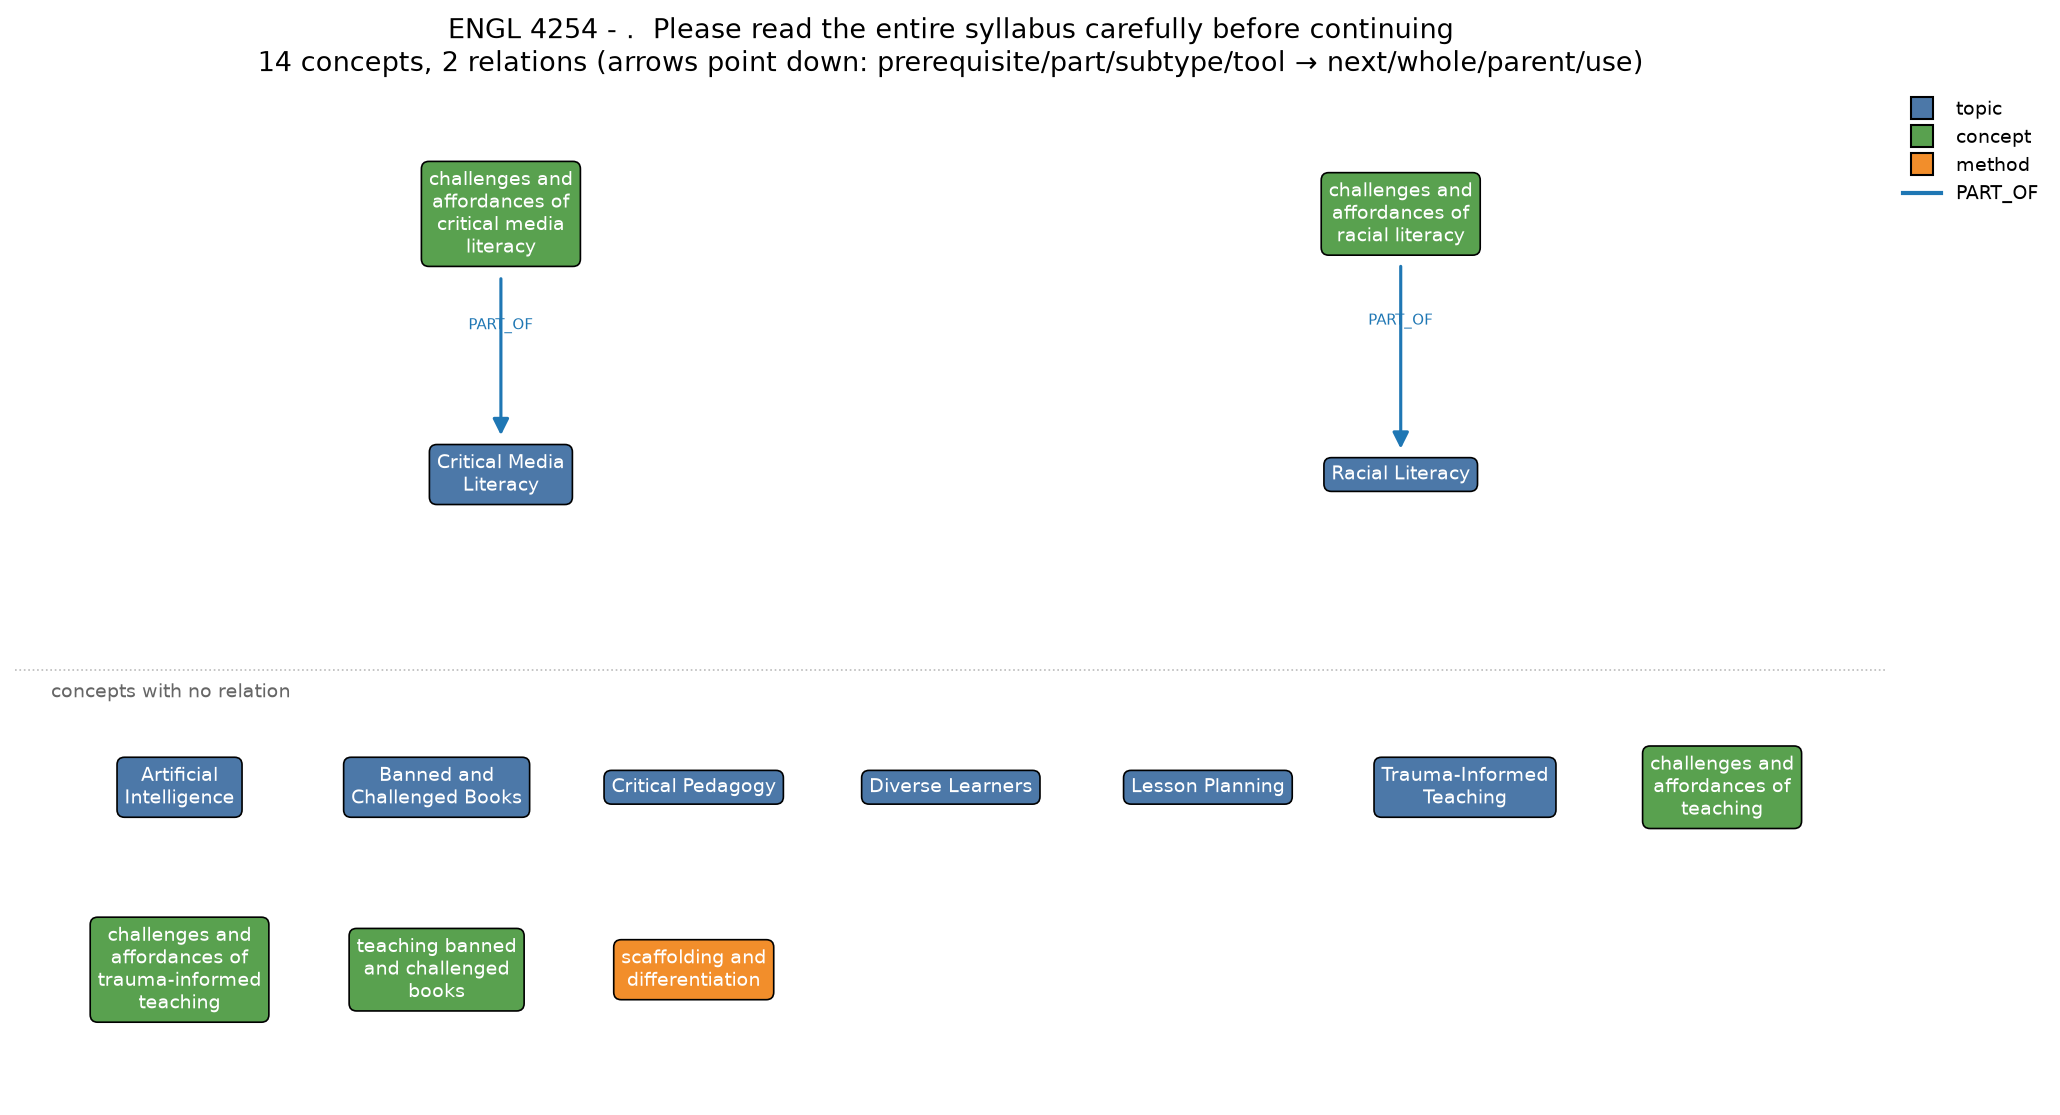 ENGL 4254 - .  Please read the entire syllabus carefully before continuing
14 concepts, 2 relations (arrows point down: prerequisite/part/subtype/tool → next/whole/parent/use)
topic
concept
method
PART_OF
challenges and
affordances of
critical media
literacy
challenges and
affordances of
racial literacy
PART_OF
PART_OF
Critical Media
Literacy
Racial Literacy
concepts with no relation
Artificial
Intelligence
Banned and
Challenged Books
Critical Pedagogy
Diverse Learners
Lesson Planning
Trauma-Informed
Teaching
challenges and
affordances of
teaching
challenges and
affordances of
trauma-informed
teaching
teaching banned
and challenged
books
scaffolding and
differentiation